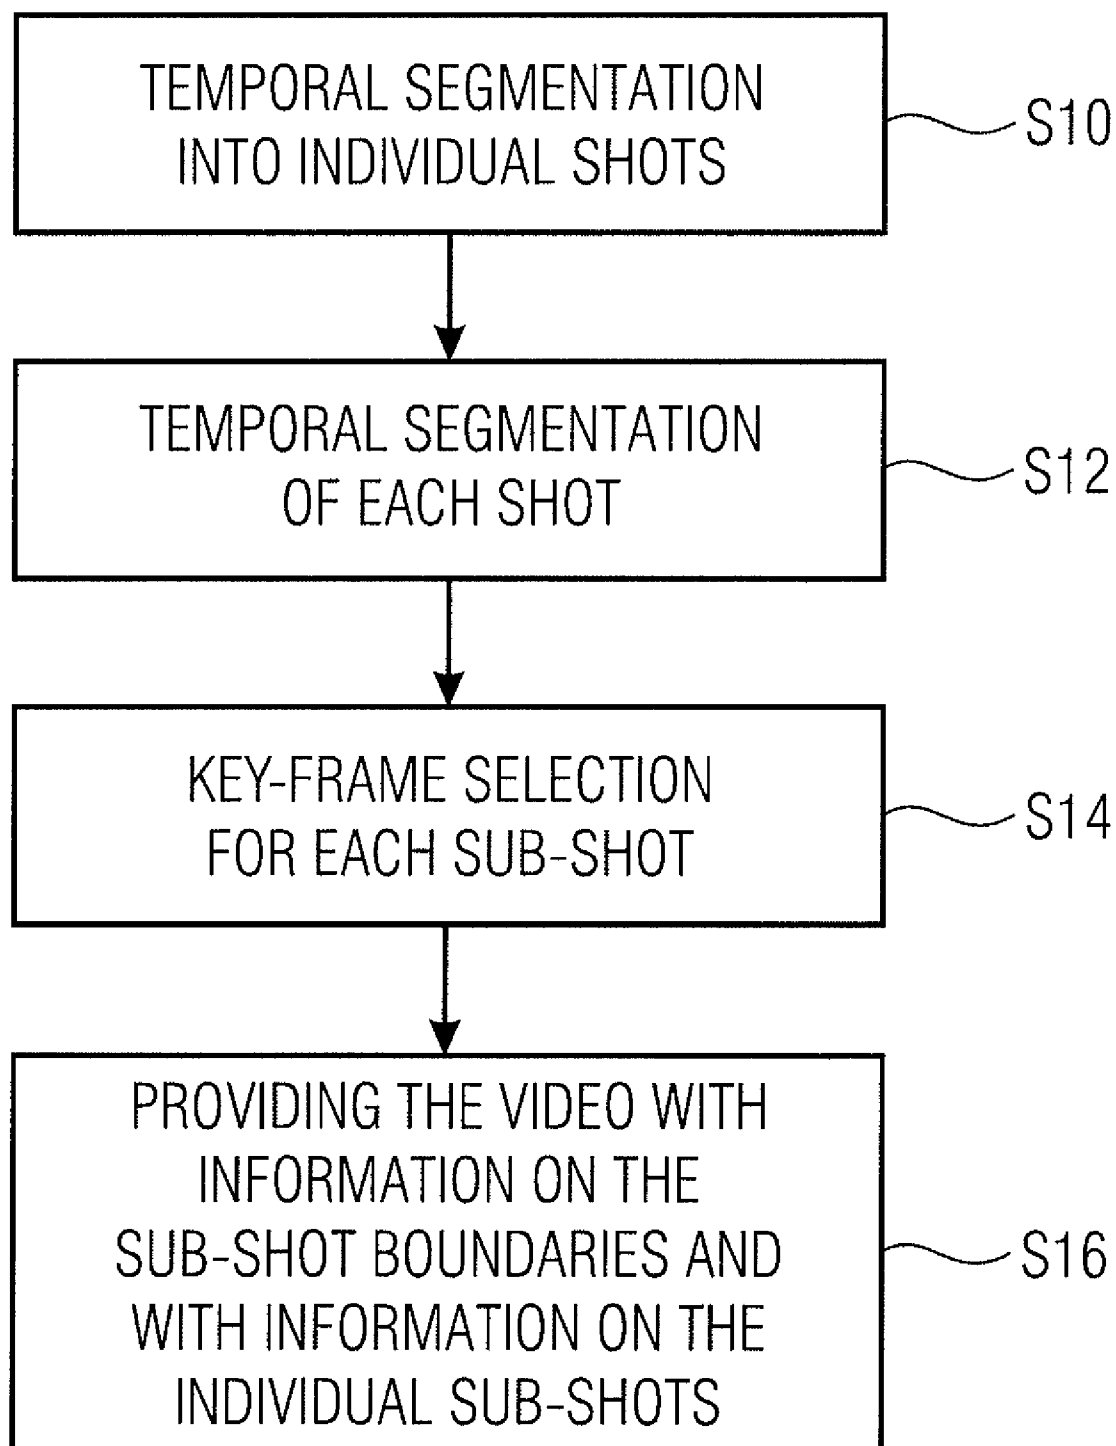 TEMPORAL SEGMENTATION
INTO INDIVIDUAL SHOTS
S10
TEMPORAL SEGMENTATION
OF EACH SHOT
S12
KEY-FRAME SELECTION
FOR EACH SUB-SHOT
S14
PROVIDING THE VIDEO WITH
INFORMATION ON THE
SUB-SHOT BOUNDARIES AND
WITH INFORMATION ON THE
INDIVIDUAL SUB-SHOTS
S16